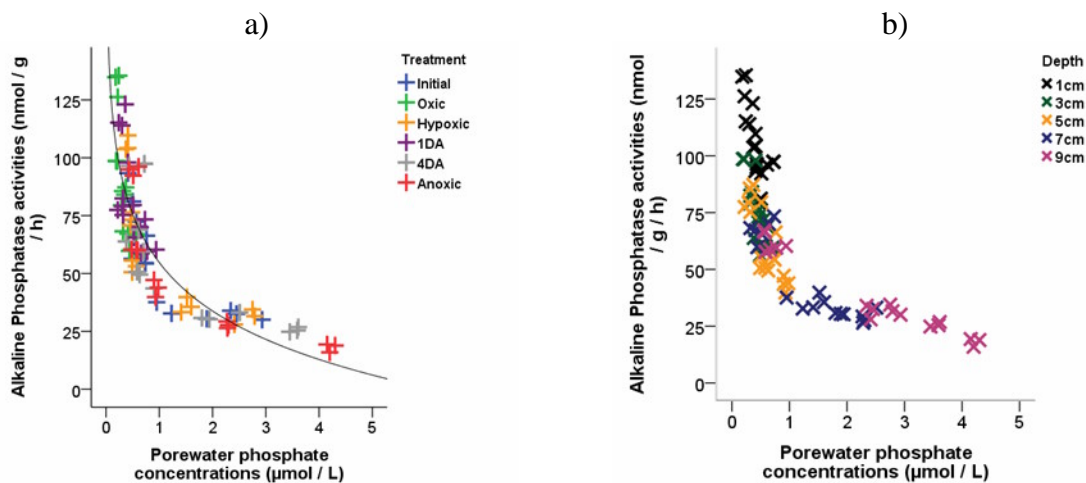 a)
Alkaline Phosphatase activities (nmol / g
/ h)
125
100
75
50
25
0
0 1 2 3 4 5
Porewater phosphate
concentrations (µmol / L)
Treatment
Initial
Oxic
Hypoxic
1DA
4DA
Anoxic
b)
Alkaline Phosphatase activities (nmol
/ g / h)
125
100
75
50
25
0
0 1 2 3 4 5
Porewater phosphate
concentrations (µmol / L)
Depth
1cm
3cm
5cm
7cm
9cm